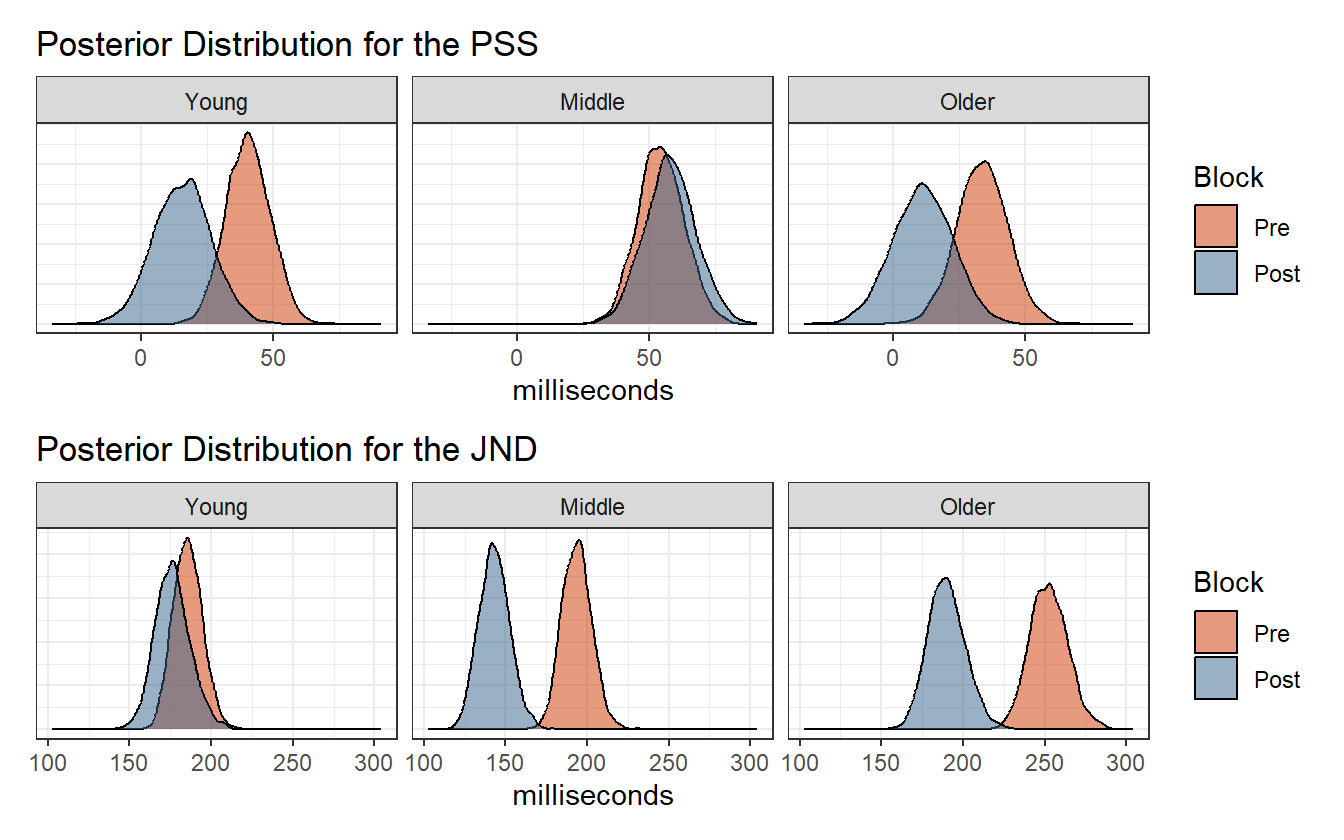 Posterior Distribution for the PSS
Young Middle Older
0 50 0 50 0 50
milliseconds
Block
Pre
Post
Posterior Distribution for the JND
Young Middle Older
100 150 200 250 300 100 150 200 250 300 100 150 200 250 300
milliseconds
Block
Pre
Post